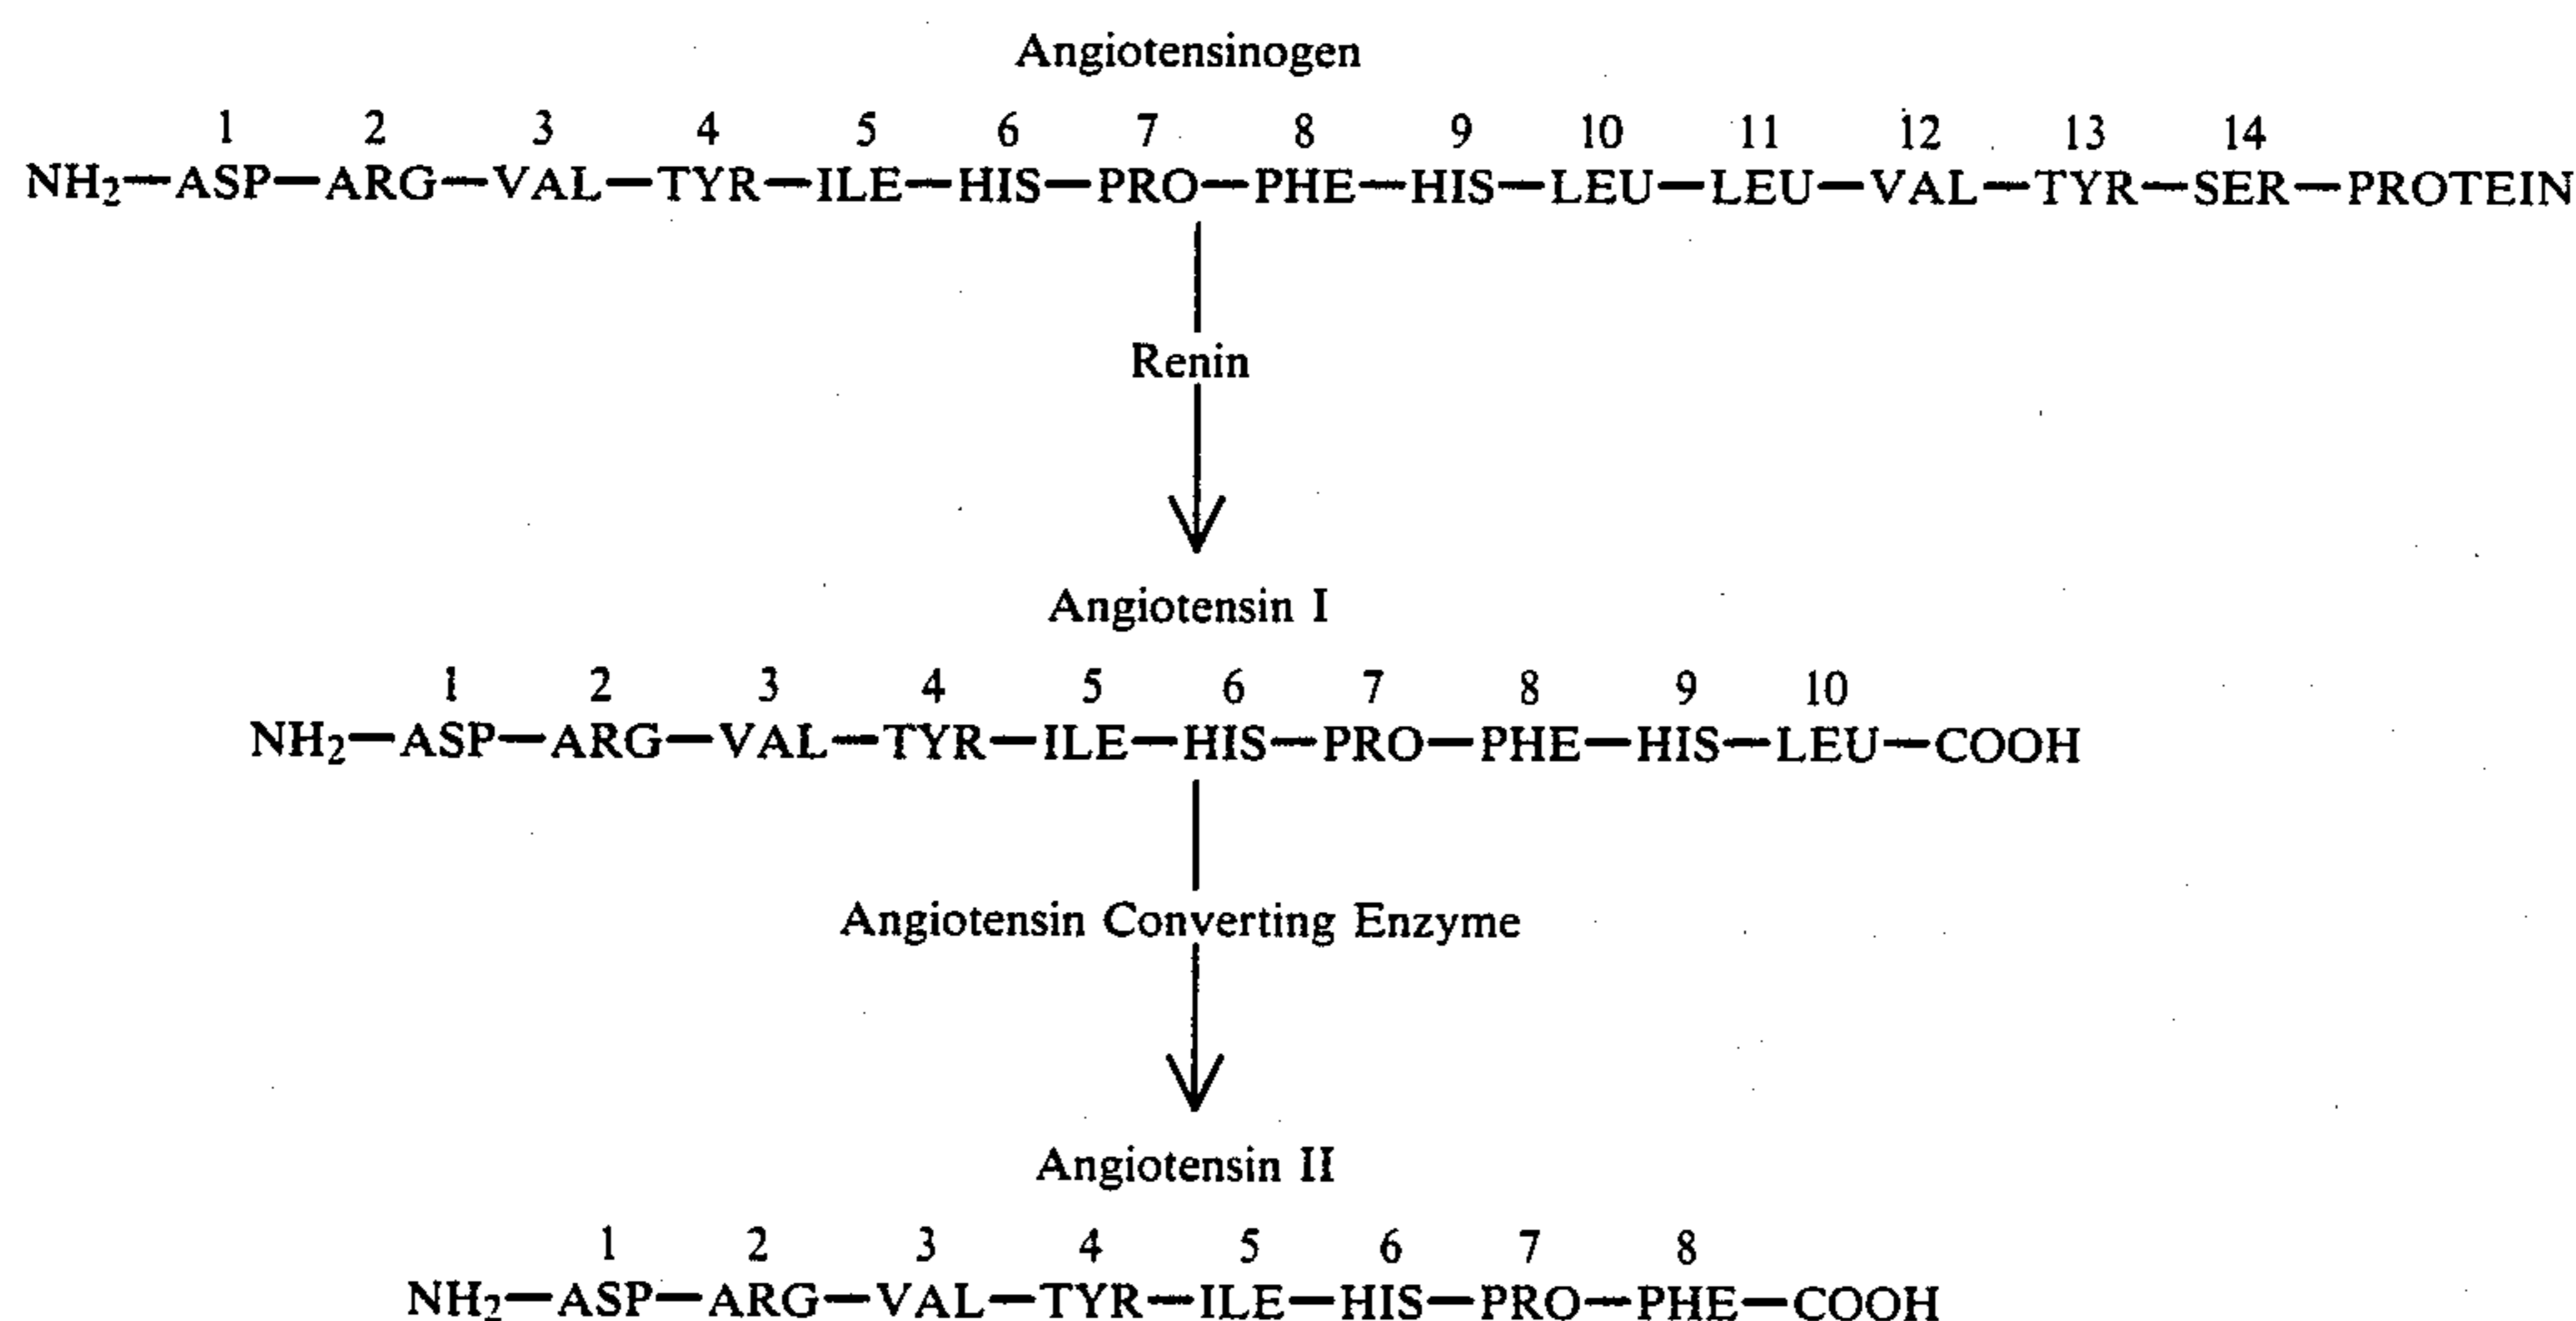 Angiotensinogen
1 2 3 4 5 6 7 8 9 10 11 12 13 14
NH2—ASP—ARG—VAL—TYR—ILE—HIS—PRO—PHE—HIS—LEU—LEU—VAL—TYR—SER—PROTEIN
Renin
Angiotensin I
1 2 3 4 5 6 7 8 9 10
NH2—ASP—ARG—VAL—TYR—ILE—HIS—PRO—PHE—HIS—LEU—COOH
Angiotensin Converting Enzyme
Angiotensin II
1 2 3 4 5 6 7 8
NH2—ASP—ARG—VAL—TYR—ILE—HIS—PRO—PHE—COOH